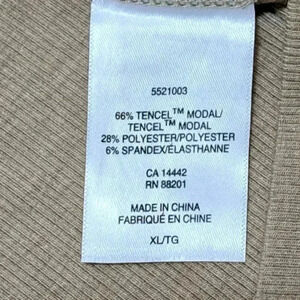 5521003
66% TENCEL™ MODAL/
TENCEL™ MODAL
28% POLYESTER/POLYESTER
6% SPANDEX/ÉLASTHANNE
CA 14442
RN 88201
MADE IN CHINA
FABRIQUÉ EN CHINE
XL/TG